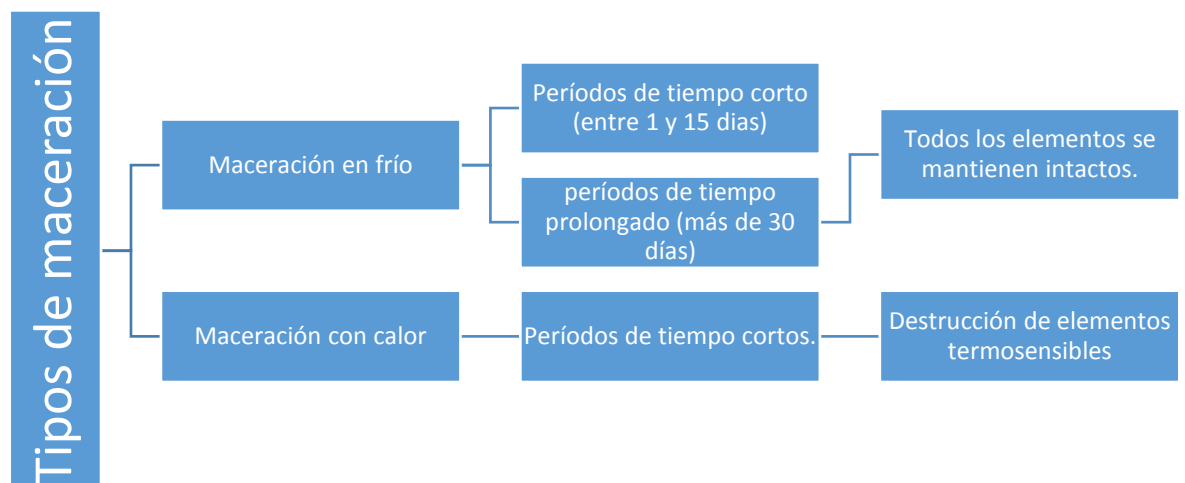 Tipos de maceración
Maceración en frío
Períodos de tiempo corto
(entre 1 y 15 dias)
períodos de tiempo
prolongado (más de 30
días)
Todos los elementos se
mantienen intactos.
Maceración con calor
Períodos de tiempo cortos.
Destrucción de elementos
termosensibles